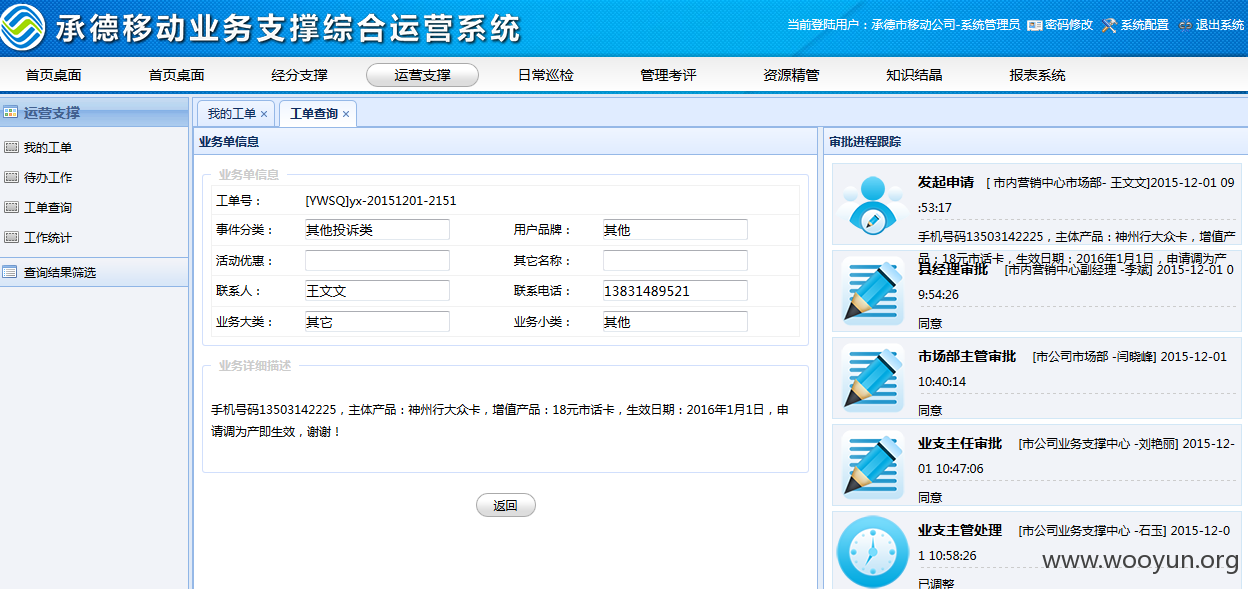 承德移动业务支撑综合运营系统
当前登陆用户：承德市移动公司-系统管理员 密码修改 系统配置 退出系统
首页桌面 首页桌面 经分支撑 运营支撑 日常巡检 管理考评 资源精管 知识结晶 报表系统
运营支撑
我的工单
待办工作
工单查询
工作统计
查询结果筛选
我的工单 × 工单查询 ×
业务单信息
业务单信息
工单号： [YWSQ]yx-20151201-2151
事件分类： 其他投诉类 用户品牌： 其他
活动优惠： 其它名称：
联系人： 王文文 联系电话： 13831489521
业务大类： 其它 业务小类： 其他
业务详细描述
手机号码13503142225，主体产品：神州行大众卡，增值产品：18元市话卡，生效日期：2016年1月1日，申
请调为产即生效，谢谢！
返回
审批进程跟踪
发起申请 [ 市内营销中心市场部- 王文文]2015-12-01 09
:53:17
手机号码13503142225，主体产品：神州行大众卡，增值产
品：18元市话卡，生效日期：2016年1月1日，申请调为产
县经理审批 [市内营销中心副经理 -李斌] 2015-12-01 0
9:54:26
同意
市场部主管审批 [市公司市场部 -闫晓峰] 2015-12-01
10:40:14
同意
业支主任审批 [市公司业务支撑中心 -刘艳丽] 2015-12-
01 10:47:06
同意
业支主管处理 [市公司业务支撑中心 -石玉] 2015-12-0
1 10:58:26
已调整
www.wooyun.org